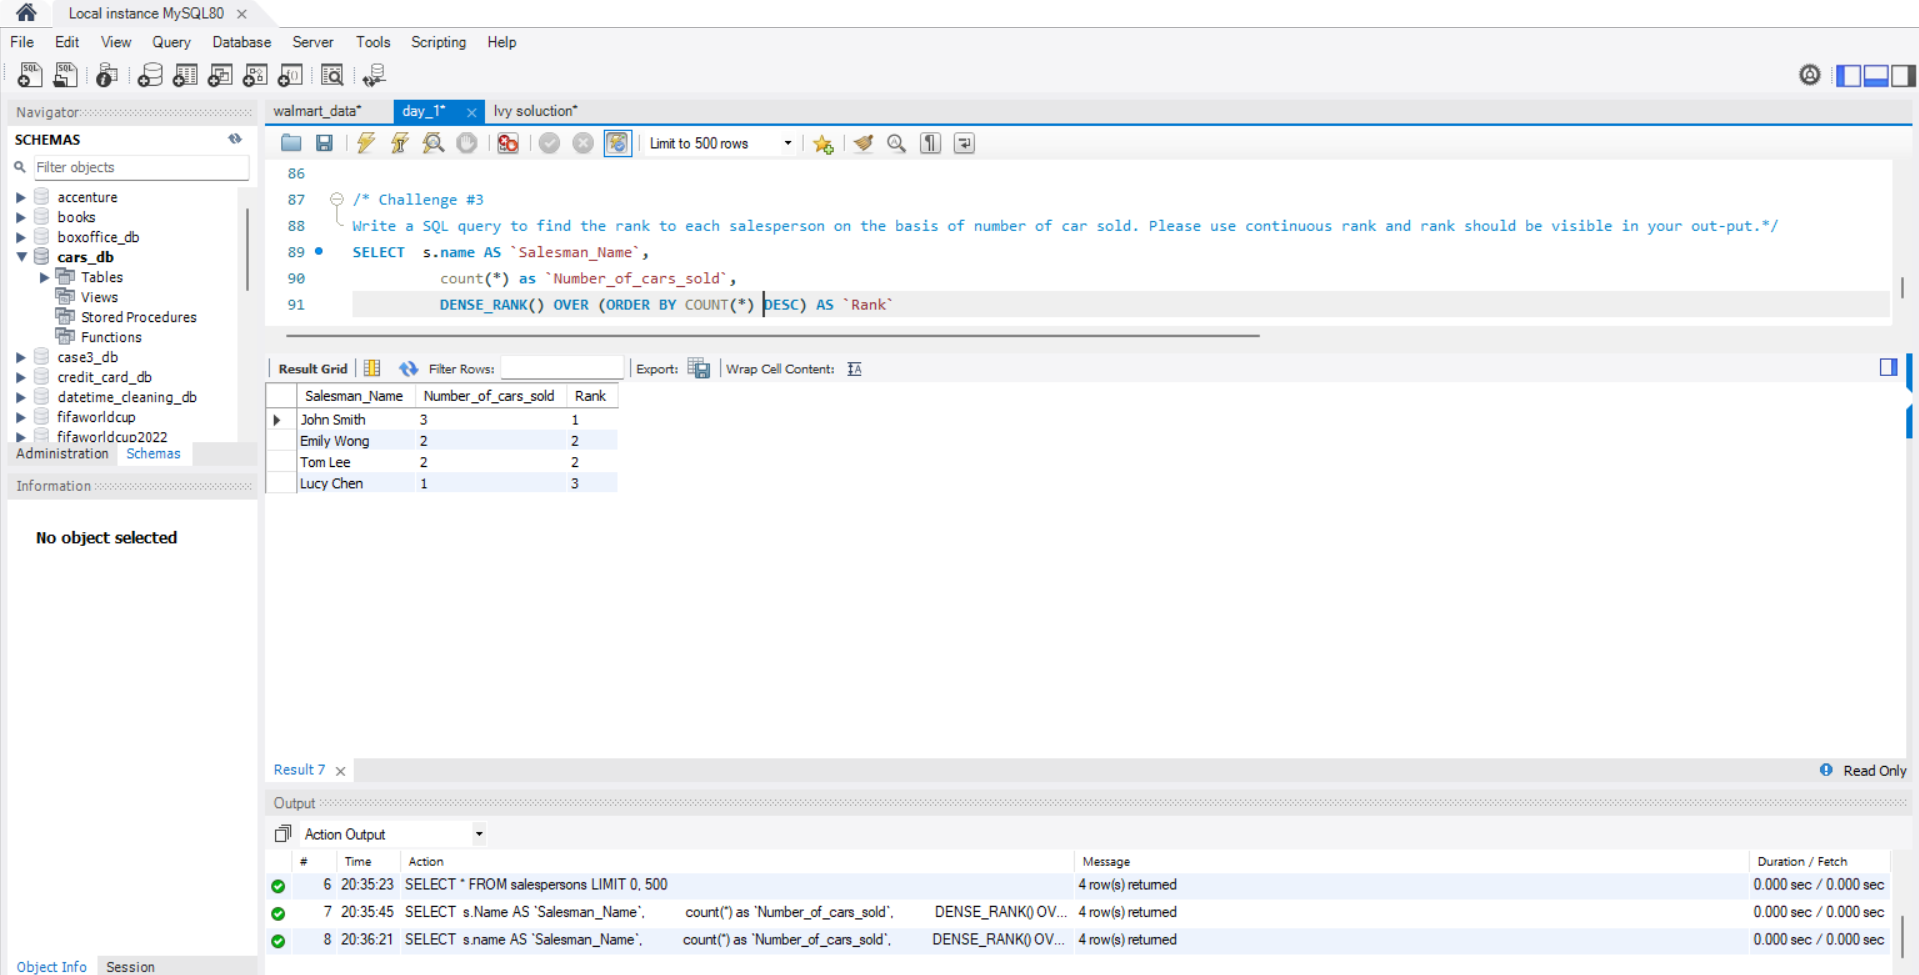 Local instance MySQL80
File Edit View Query Database Server Tools Scripting Help
Navigator
SCHEMAS
Filter objects
accenture
books
boxoffice_db
cars_db
Tables
Views
Stored Procedures
Functions
case3_db
credit_card_db
datetime_cleaning_db
fifaworldcup
fifaworldcup2022
Administration Schemas
Information
No object selected
Object Info Session
walmart_data* day_1* Ivy soluction*
Limit to 500 rows
86
87 /* Challenge #3
88 Write a SQL query to find the rank to each salesperson on the basis of number of car sold. Please use continuous rank and rank should be visible in your out-put.*/
89 SELECT s.name AS `Salesman_Name`,
90 count(*) as `Number_of_cars_sold`,
91 DENSE_RANK() OVER (ORDER BY COUNT(*) DESC) AS `Rank`
Result Grid Filter Rows: Export: Wrap Cell Content:
Salesman_Name Number_of_cars_sold Rank
John Smith 3 1
Emily Wong 2 2
Tom Lee 2 2
Lucy Chen 1 3
Result 7 Read Only
Output
Action Output
# Time Action Message Duration / Fetch
6 20:35:23 SELECT * FROM salespersons LIMIT 0, 500 4 row(s) returned 0.000 sec / 0.000 sec
7 20:35:45 SELECT s.Name AS `Salesman_Name`, count(*) as `Number_of_cars_sold`, DENSE_RANK() OV... 4 row(s) returned 0.000 sec / 0.000 sec
8 20:36:21 SELECT s.name AS `Salesman_Name`, count(*) as `Number_of_cars_sold`, DENSE_RANK() OV... 4 row(s) returned 0.000 sec / 0.000 sec